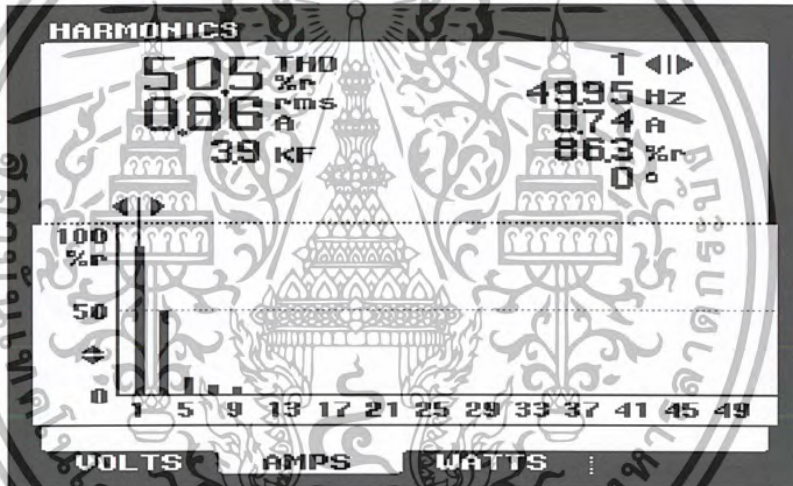 HARMONICS
50.5 THD %r
0.86 rms A
3.9 KF
1
49.95 Hz
0.74 A
86.3 %r
0 °
100
%r
50
0
1 5 9 13 17 21 25 29 33 37 41 45 49
VOLTS AMPS WATTS